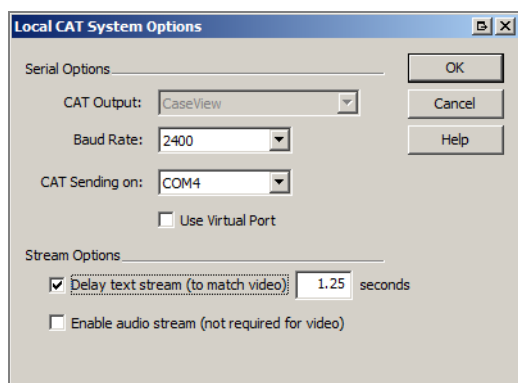 Local CAT System Options
Serial Options
OK
CAT Output: CaseView
Cancel
Baud Rate: 2400
Help
CAT Sending on: COM4
Use Virtual Port
Stream Options
Delay text stream (to match video) 1.25 seconds
Enable audio stream (not required for video)